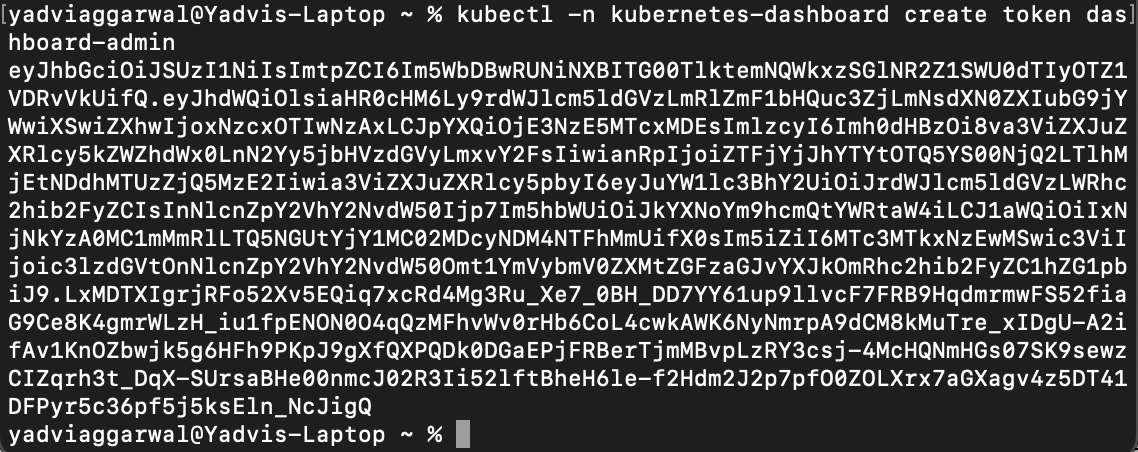 [yadviaggarwal@Yadvis-Laptop ~ % kubectl -n kubernetes-dashboard create token das]
hboard-admin
eyJhbGciOiJSUzI1NiIsImtpZCI6Im5WbDBwRUNiNXBITG00TlktemNQWkxzSGlNR2Z1SWU0dTIyOTZ1
VDRvVkUifQ.eyJhdWQiOlsiaHR0cHM6Ly9rdWJlcm5ldGVzLmRlZmF1bHQuc3ZjLmNsdXN0ZXIubG9jY
WwiXSwiZXhwIjoxNzcxOTIwNzAxLCJpYXQiOjE3NzE5MTcxMDEsImlzcyI6Imh0dHBzOi8va3ViZXJuZ
XRlcy5kZWZhdWx0LnN2Yy5jbHVzdGVyLmxvY2FsIiwianRpIjoiZTFjYjJhYTYtOTQ5YS00NjQ2LTlhM
jEtNDdhMTUzZjQ5MzE2Iiwia3ViZXJuZXRlcy5pbyI6eyJuYW1lc3BhY2UiOiJrdWJlcm5ldGVzLWRhc
2hib2FyZCIsInNlcnZpY2VhY2NvdW50Ijp7Im5hbWUiOiJkYXNoYm9hcmQtYWRtaW4iLCJ1aWQiOiIxN
jNkYzA0MC1mMmRlLTQ5NGUtYjY1MC02MDcyNDM4NTFhMmUifX0sIm5iZiI6MTc3MTkxNzEwMSwic3ViI
joic3lzdGVtOnNlcnZpY2VhY2NvdW50Omt1YmVybmV0ZXMtZGFzaGJvYXJkOmRhc2hib2FyZC1hZG1pb
iJ9.LxMDTXIgrjRFo52Xv5EQiq7xcRd4Mg3Ru_Xe7_0BH_DD7YY61up9llvcF7FRB9HqdmrmwFS52fia
G9Ce8K4gmrWLzH_iu1fpENON0O4qQzMFhvWv0rHb6CoL4cwkAWK6NyNmrpA9dCM8kMuTre_xIDgU-A2i
fAv1KnOZbwjk5g6HFh9PKpJ9gXfQXPQDk0DGaEPjFRBerTjmMBvpLzRY3csj-4McHQNmHGs07SK9sewz
CIZqrh3t_DqX-SUrsaBHe00nmcJ02R3Ii52lftBheH6le-f2Hdm2J2p7pfO0ZOLXrx7aGXagv4z5DT41
DFPyr5c36pf5j5ksEln_NcJigQ
yadviaggarwal@Yadvis-Laptop ~ %